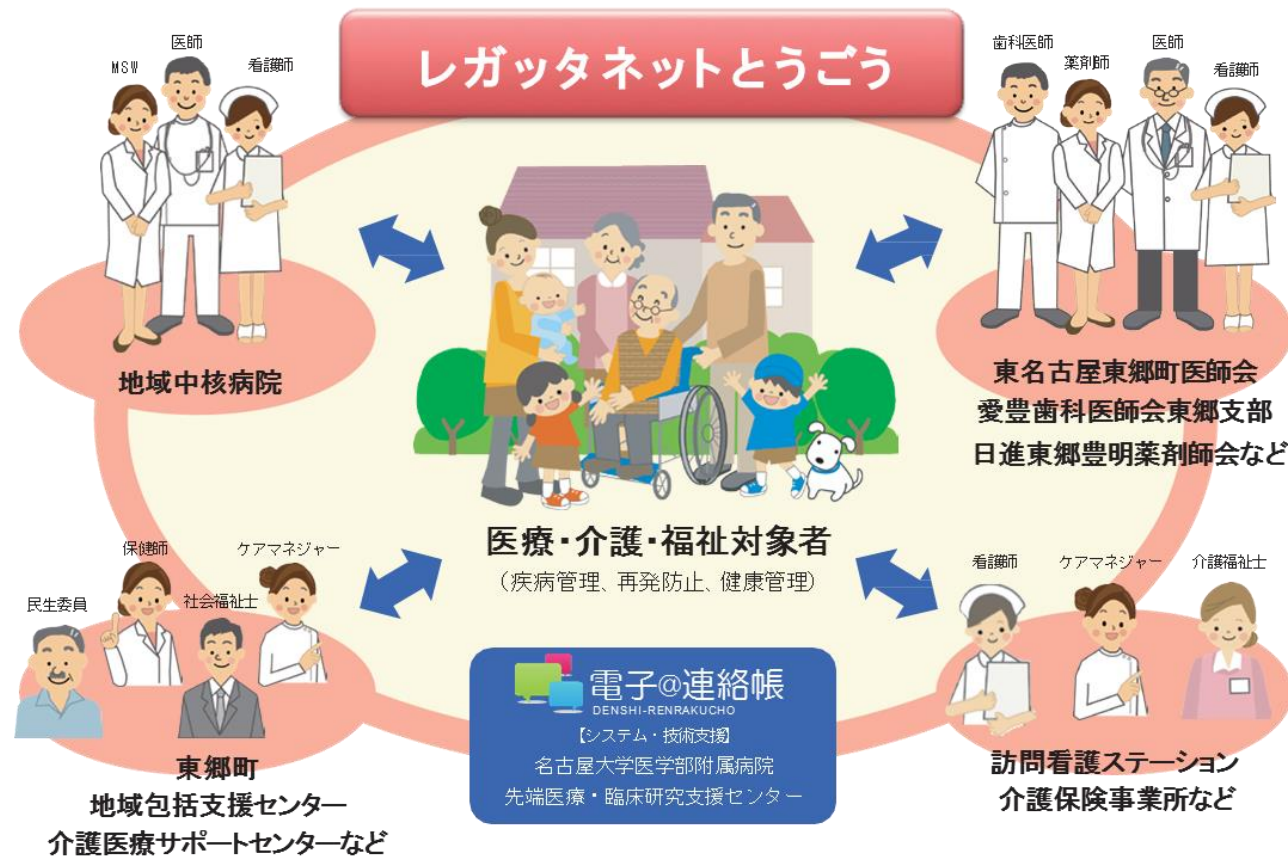 レガッタネットとうごう
医師
MSW
看護師
地域中核病院
歯科医師
薬剤師
医師
看護師
東名古屋東郷町医師会
愛豊歯科医師会東郷支部
日進東郷豊明薬剤師会など
医療・介護・福祉対象者
(疾病管理、再発防止、健康管理)
保健師
ケアマネジャー
民生委員
社会福祉士
東郷町
地域包括支援センター
介護医療サポートセンターなど
電子@連絡帳
DENSHI-RENRAKUCHO
【システム・技術支援】
名古屋大学医学部附属病院
先端医療・臨床研究支援センター
看護師
ケアマネジャー
介護福祉士
訪問看護ステーション
介護保険事業所など